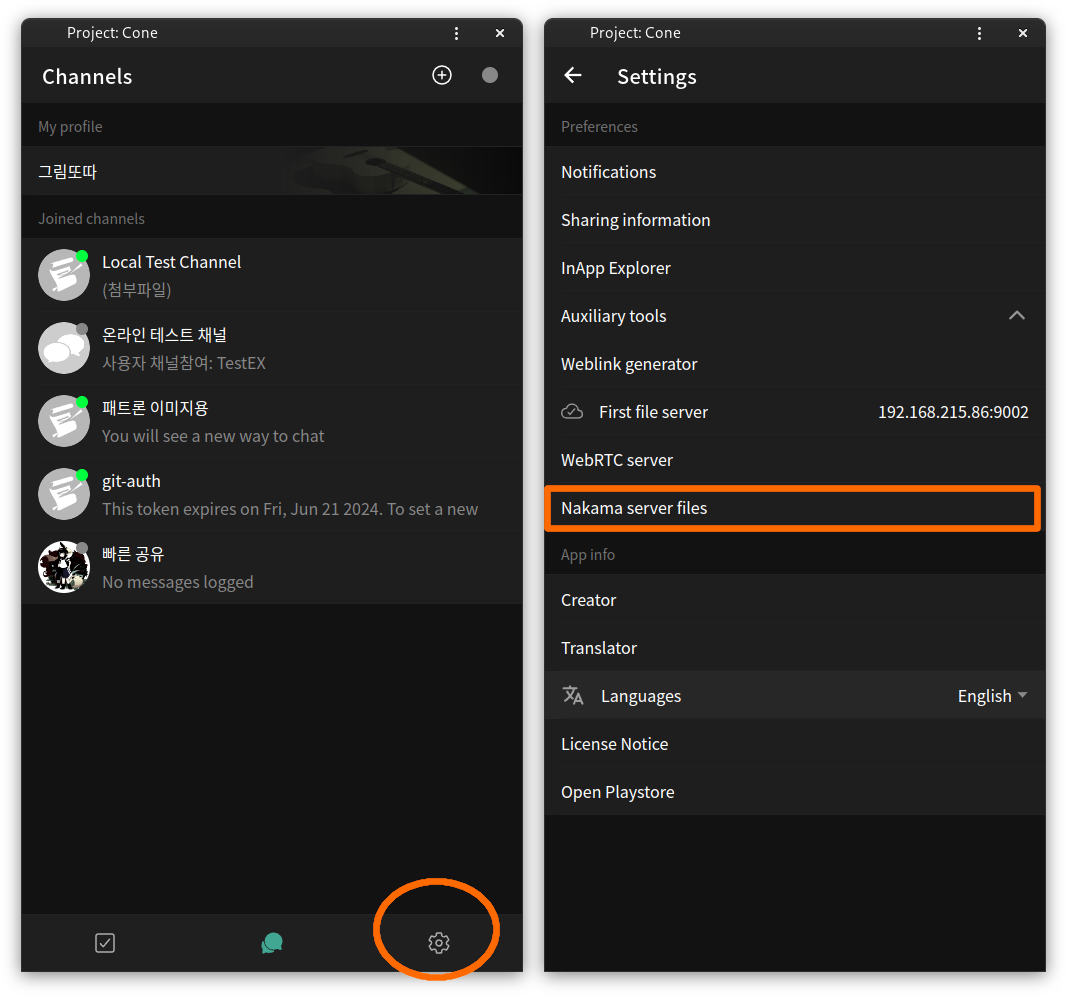 Project: Cone
Channels
My profile
그림또따
Joined channels
Local Test Channel
(첨부파일)
온라인 테스트 채널
사용자 채널참여: TestEX
패트론 이미지용
You will see a new way to chat
git-auth
This token expires on Fri, Jun 21 2024. To set a new
빠른 공유
No messages logged
Project: Cone
Settings
Preferences
Notifications
Sharing information
InApp Explorer
Auxiliary tools
Weblink generator
First file server 192.168.215.86:9002
WebRTC server
Nakama server files
App info
Creator
Translator
Languages English
License Notice
Open Playstore